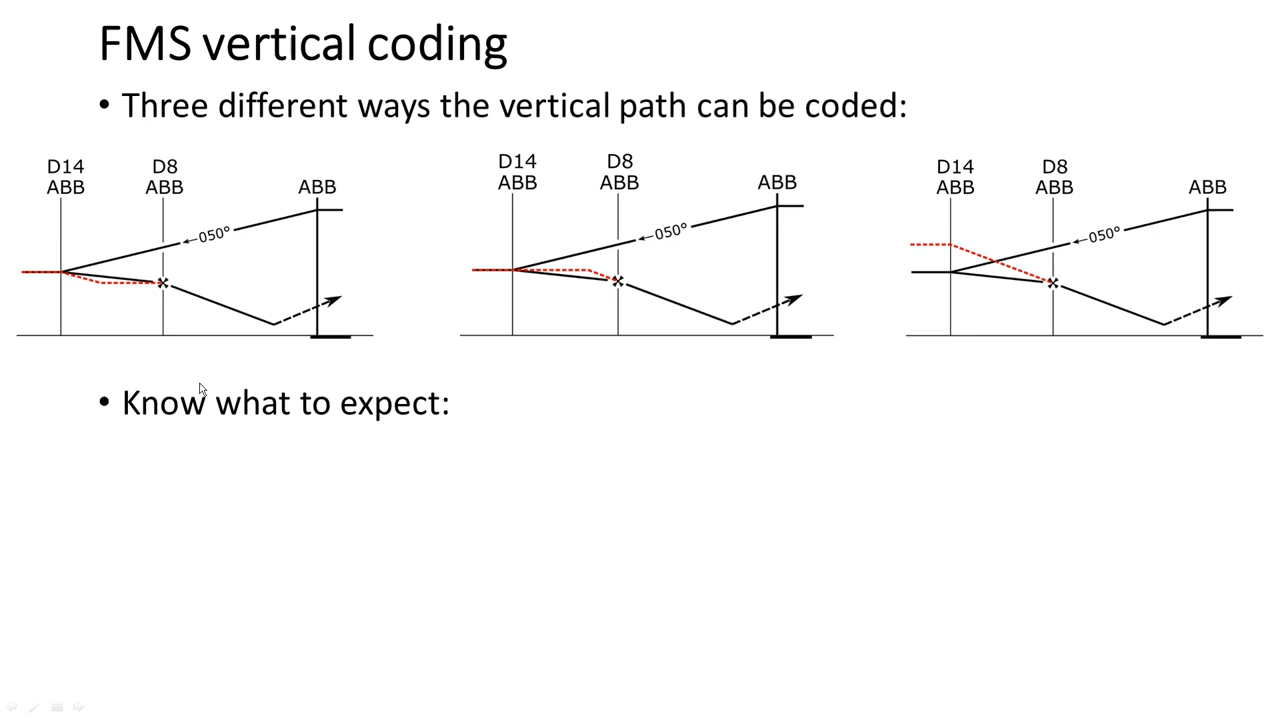 FMS vertical coding
• Three different ways the vertical path can be coded:
D14
ABB
D8
ABB
ABB
←050°
D14
ABB
D8
ABB
ABB
←050°
D14
ABB
D8
ABB
ABB
←050°
• Know what to expect: